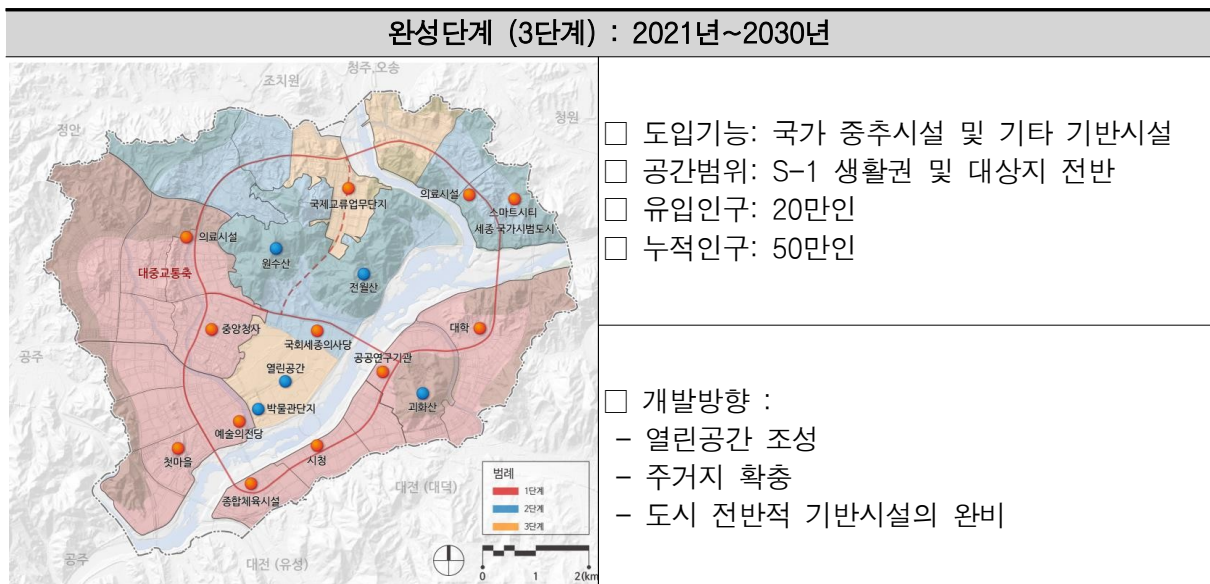 완성단계 (3단계) : 2021년~2030년
청주 오송
조치원
정안
청원
의료시설
국제교류업무단지
스마트시티
세종 국가시범도시
의료시설
원수산
대중교통축
전월산
중앙청사
대학
국회세종의사당
공주
공공연구기관
열린공간
괴화산
박물관단지
예술의전당
첫마을
시청
종합체육시설
대전 (대덕)
공주
대전 (유성)
범례
1단계
2단계
3단계
0 1 2(km
□ 도입기능: 국가 중추시설 및 기타 기반시설
□ 공간범위: S-1 생활권 및 대상지 전반
□ 유입인구: 20만인
□ 누적인구: 50만인
□ 개발방향 :
- 열린공간 조성
- 주거지 확충
- 도시 전반적 기반시설의 완비